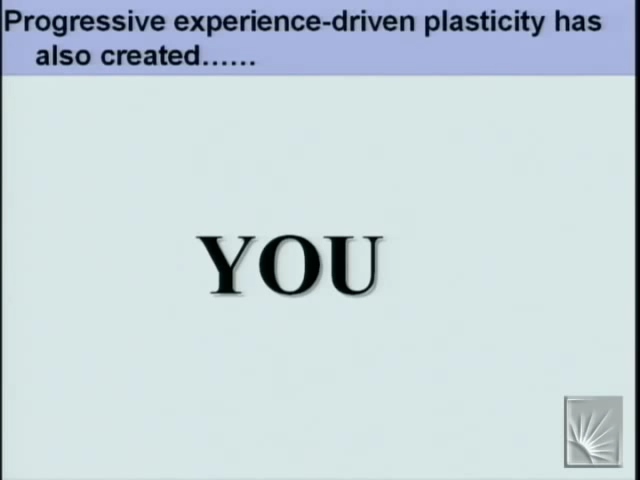 Progressive experience-driven plasticity has
also created......
YOU